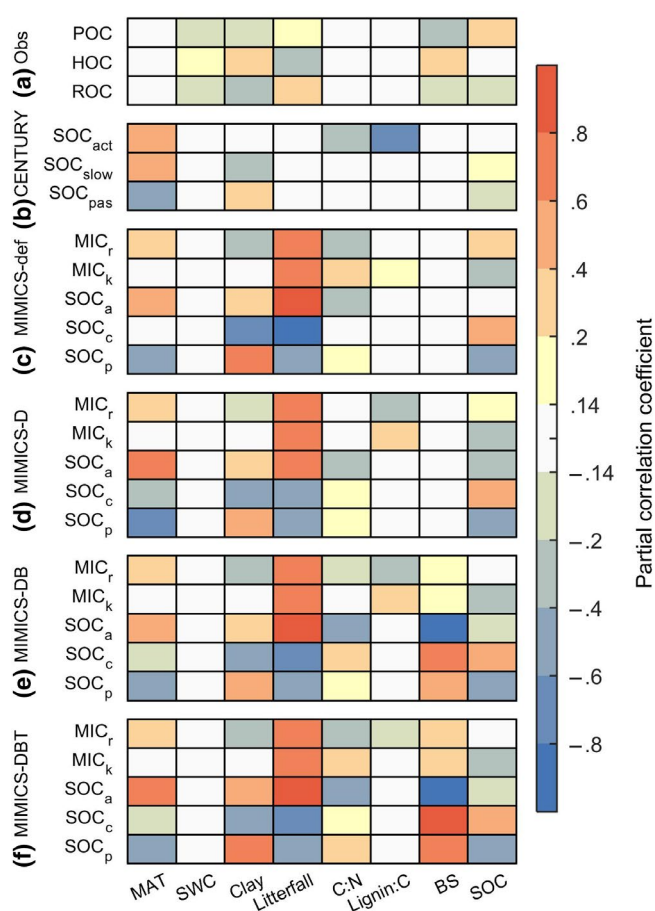 (a) Obs
POC
HOC
ROC
(b) CENTURY
SOCact
SOCslow
SOCpas
(c) MIMICS-def
MICr
MICk
SOCa
SOCc
SOCp
(d) MIMICS-D
MICr
MICk
SOCa
SOCc
SOCp
(e) MIMICS-DB
MICr
MICk
SOCa
SOCc
SOCp
(f) MIMICS-DBT
MICr
MICk
SOCa
SOCc
SOCp
MAT SWC Clay Litterfall C:N Lignin:C BS SOC
.8
.6
.4
.2
.14
−.14
−.2
−.4
−.6
−.8
Partial correlation coefficient